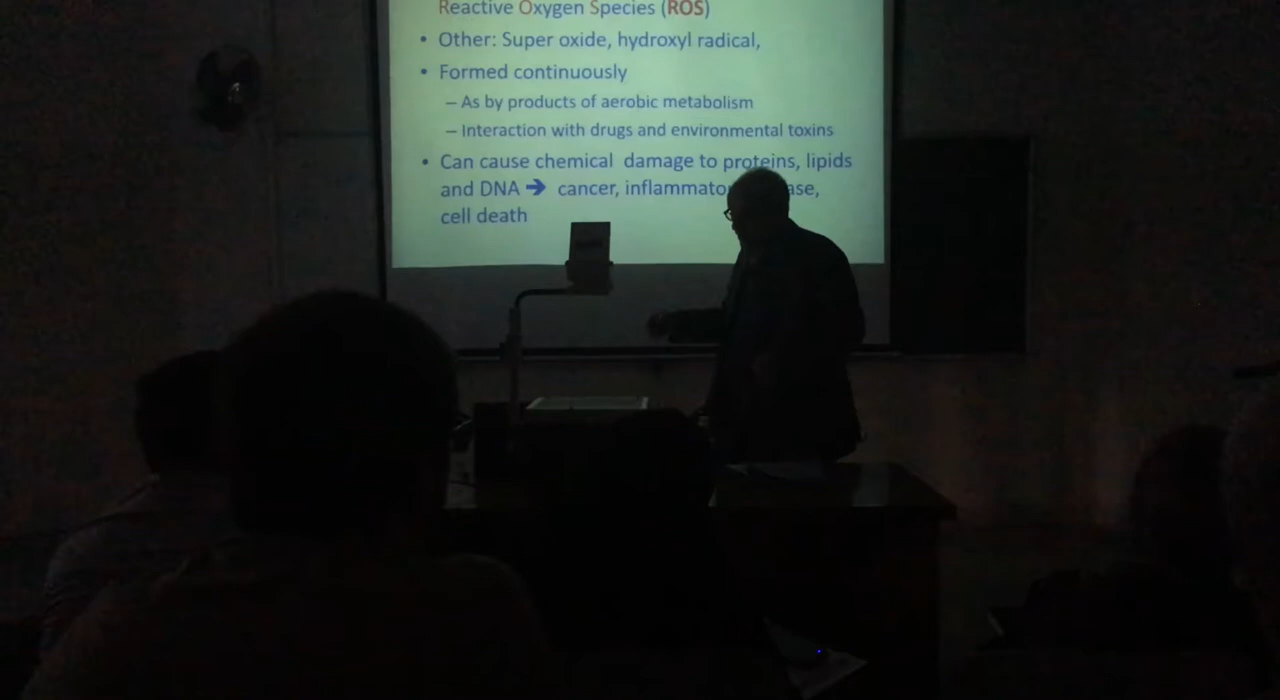 Reactive Oxygen Species (ROS)
• Other: Super oxide, hydroxyl radical,
• Formed continuously
– As by products of aerobic metabolism
– Interaction with drugs and environmental toxins
• Can cause chemical damage to proteins, lipids
and DNA ➔ cancer,
cell death